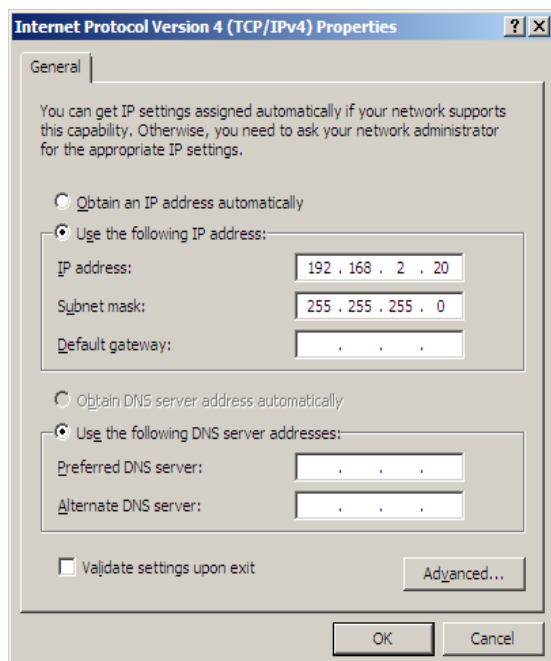 Internet Protocol Version 4 (TCP/IPv4) Properties
General
You can get IP settings assigned automatically if your network supports
this capability. Otherwise, you need to ask your network administrator
for the appropriate IP settings.
Obtain an IP address automatically
Use the following IP address:
IP address: 192 . 168 . 2 . 20
Subnet mask: 255 . 255 . 255 . 0
Default gateway: . . .
Obtain DNS server address automatically
Use the following DNS server addresses:
Preferred DNS server: . . .
Alternate DNS server: . . .
Validate settings upon exit
Advanced...
OK Cancel